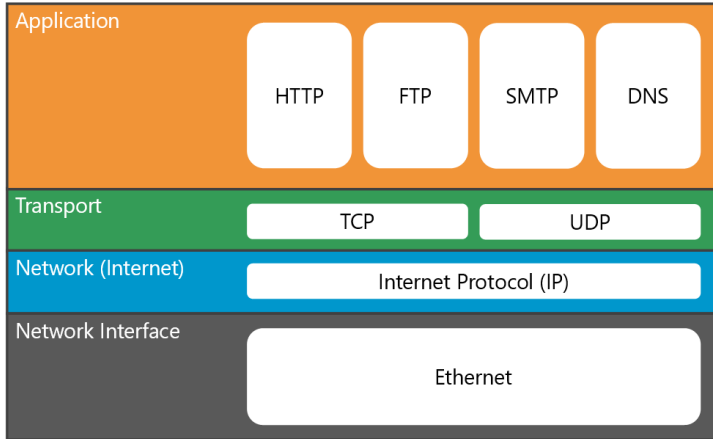 Application
HTTP FTP SMTP DNS
Transport
TCP UDP
Network (Internet)
Internet Protocol (IP)
Network Interface
Ethernet